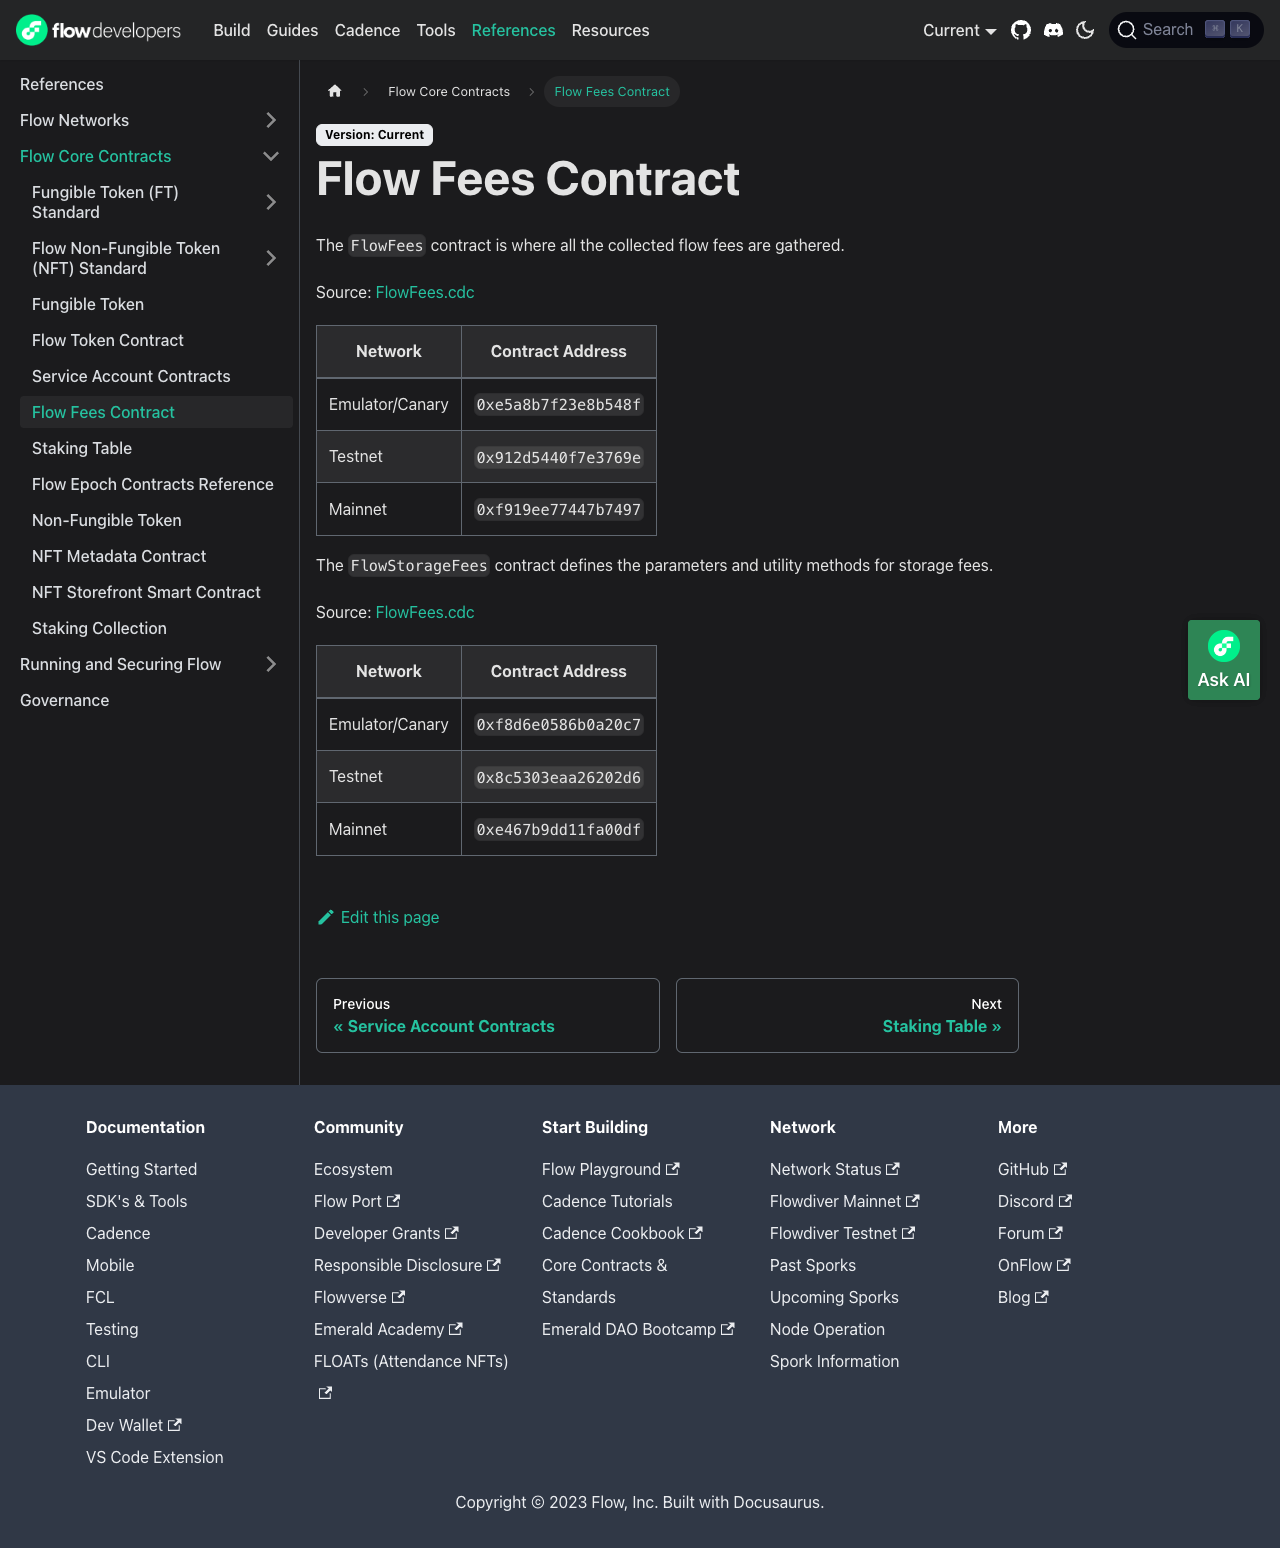 flowdevelopers
Build Guides Cadence Tools References Resources
Current
Search ⌘ K
References
Flow Networks
Flow Core Contracts
Fungible Token (FT)
Standard
Flow Non-Fungible Token
(NFT) Standard
Fungible Token
Flow Token Contract
Service Account Contracts
Flow Fees Contract
Staking Table
Flow Epoch Contracts Reference
Non-Fungible Token
NFT Metadata Contract
NFT Storefront Smart Contract
Staking Collection
Running and Securing Flow
Governance
Flow Core Contracts
Flow Fees Contract
Version: Current
Flow Fees Contract
The FlowFees contract is where all the collected flow fees are gathered.
Source: FlowFees.cdc
Network Contract Address
Emulator/Canary 0xe5a8b7f23e8b548f
Testnet 0x912d5440f7e3769e
Mainnet 0xf919ee77447b7497
The FlowStorageFees contract defines the parameters and utility methods for storage fees.
Source: FlowFees.cdc
Network Contract Address
Emulator/Canary 0xf8d6e0586b0a20c7
Testnet 0x8c5303eaa26202d6
Mainnet 0xe467b9dd11fa00df
Ask AI
Edit this page
Previous
« Service Account Contracts
Next
Staking Table »
Documentation
Getting Started
SDK's & Tools
Cadence
Mobile
FCL
Testing
CLI
Emulator
Dev Wallet
VS Code Extension
Community
Ecosystem
Flow Port
Developer Grants
Responsible Disclosure
Flowverse
Emerald Academy
FLOATs (Attendance NFTs)
Start Building
Flow Playground
Cadence Tutorials
Cadence Cookbook
Core Contracts &
Standards
Emerald DAO Bootcamp
Network
Network Status
Flowdiver Mainnet
Flowdiver Testnet
Past Sporks
Upcoming Sporks
Node Operation
Spork Information
More
GitHub
Discord
Forum
OnFlow
Blog
Copyright © 2023 Flow, Inc. Built with Docusaurus.